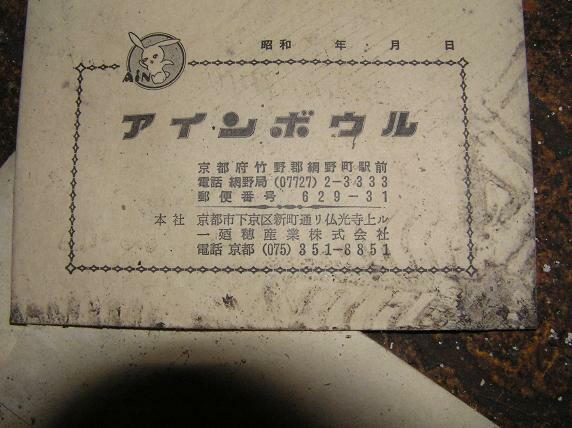 昭和 年 月 日
AiN
アインボウル
京都府竹野郡網野町駅前
電話 網野局 (07727) 2-3333
郵便番号 629-31
本社 京都市下京区新町通リ仏光寺上ル
一廼穂産業株式会社
電話 京都 (075) 351-8851